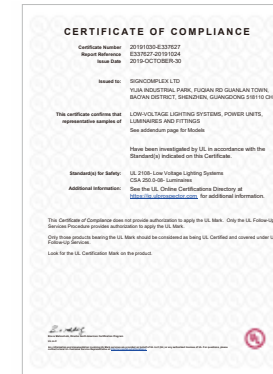 CERTIFICATE OF COMPLIANCE
Certificate Number 20191030-E337627
Report Reference E337627-20191024
Issue Date 2019-OCTOBER-30
Issued to: SIGNCOMPLEX LTD
YIJIA INDUSTRIAL PARK, FUQIAN RD GUANLAN TOWN,
BAO'AN DISTRICT, SHENZHEN, GUANGDONG 518110 CH
This certificate confirms that LOW-VOLTAGE LIGHTING SYSTEMS, POWER UNITS,
representative samples of LUMINAIRES AND FITTINGS
See addendum page for Models
Have been investigated by UL in accordance with the
Standard(s) indicated on this Certificate.
Standard(s) for Safety: UL 2108- Low Voltage Lighting Systems
CSA 250.0-08- Luminaires
Additional Information: See the UL Online Certifications Directory at
https://iq.ulprospector.com for additional information.
This Certificate of Compliance does not provide authorization to apply the UL Mark. Only the UL Follow-Up
Services Procedure provides authorization to apply the UL Mark.
Only those products bearing the UL Mark should be considered as being UL Certified and covered under U
Follow-Up Services.
Look for the UL Certification Mark on the product.
UL